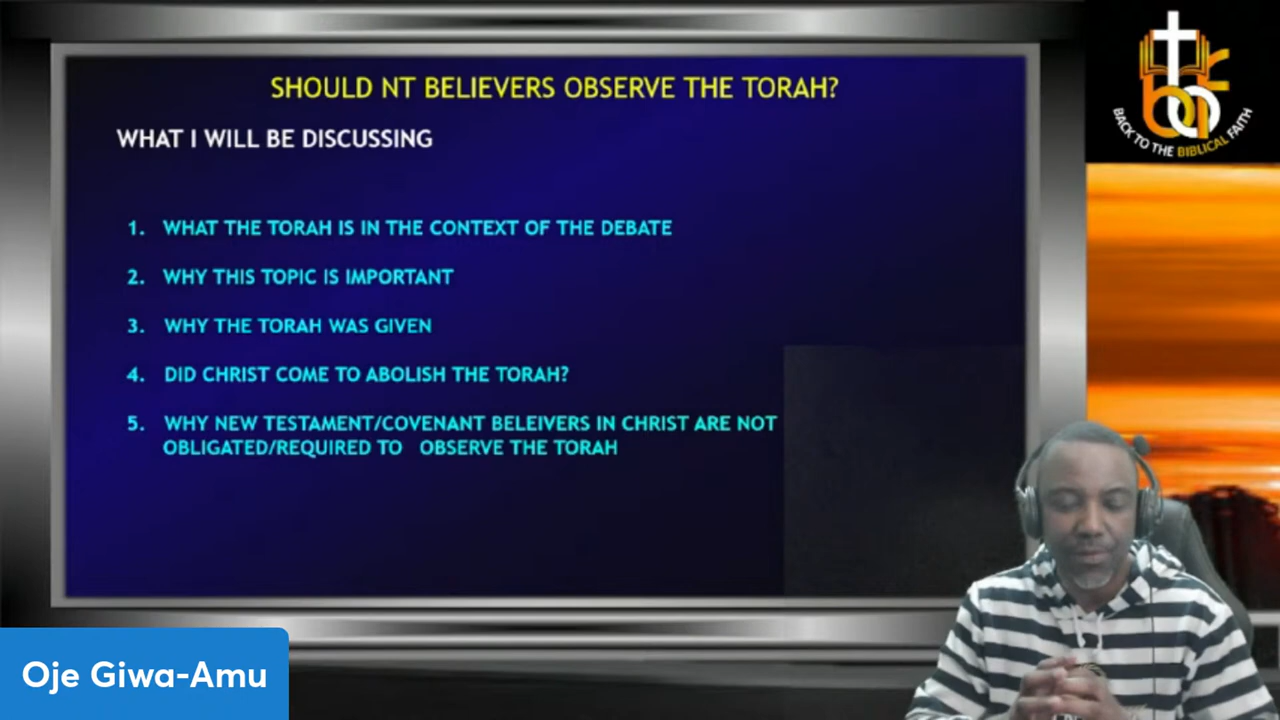 SHOULD NT BELIEVERS OBSERVE THE TORAH?
WHAT I WILL BE DISCUSSING
1. WHAT THE TORAH IS IN THE CONTEXT OF THE DEBATE
2. WHY THIS TOPIC IS IMPORTANT
3. WHY THE TORAH WAS GIVEN
4. DID CHRIST COME TO ABOLISH THE TORAH?
5. WHY NEW TESTAMENT/COVENANT BELEIVERS IN CHRIST ARE NOT
OBLIGATED/REQUIRED TO OBSERVE THE TORAH
bbf
BACK TO THE BIBLICAL FAITH
Oje Giwa-Amu